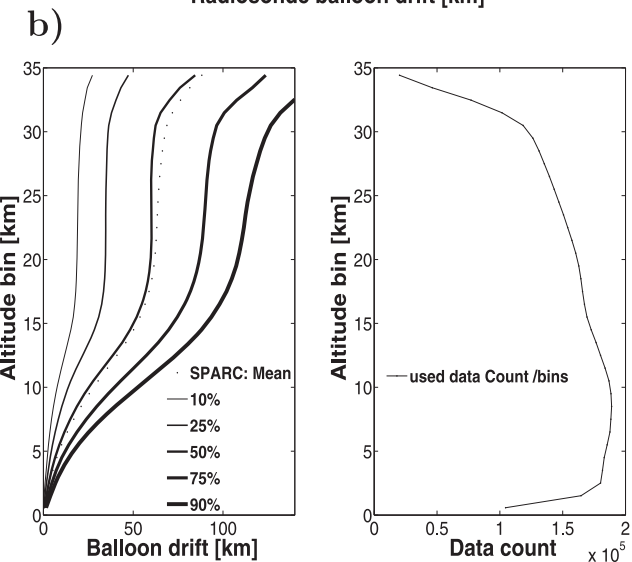 Radiosonde balloon drift [km]
b)
35
30
25
20
15
10
5
0
Altitude bin [km]
SPARC: Mean
10%
25%
50%
75%
90%
0 50 100
Balloon drift [km]
35
30
25
20
15
10
5
0
Altitude bin [km]
used data Count /bins
0 0.5 1 1.5 2
Data count
x 10^5